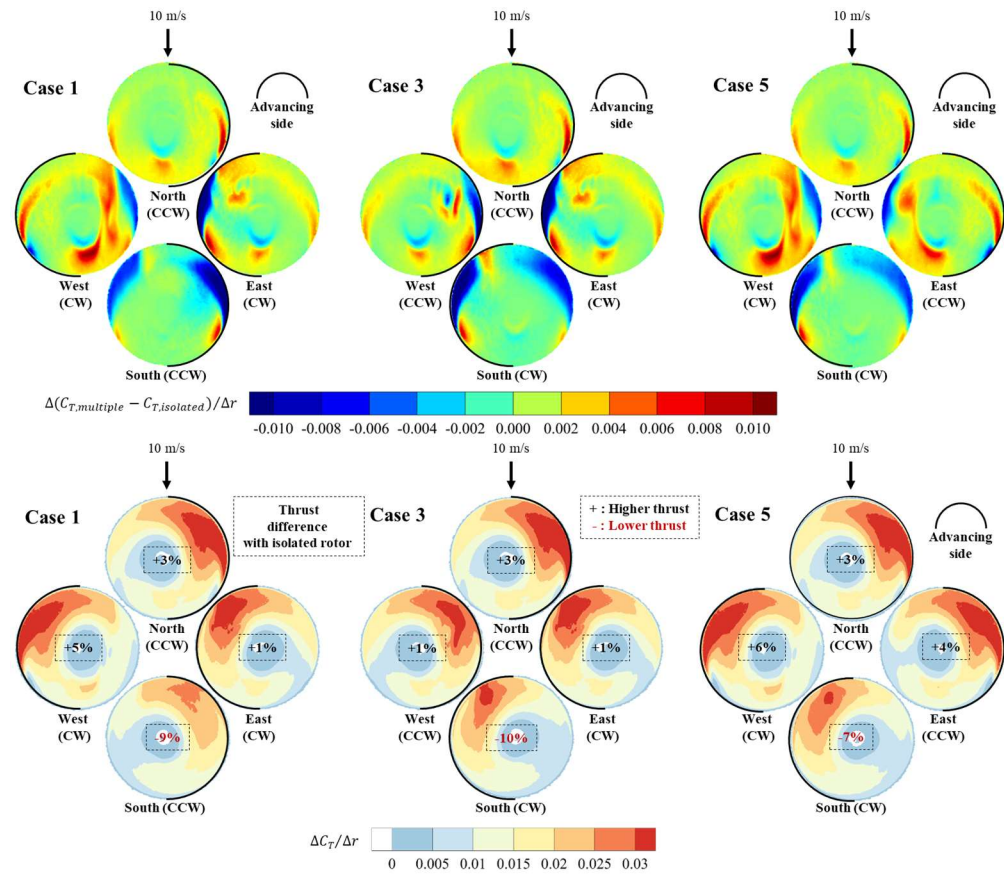 10 m/s 10 m/s 10 m/s
Case 1 Case 3 Case 5
Advancing side Advancing side Advancing side
North (CCW) North (CCW) North (CCW)
West (CW) East (CW) West (CCW) East (CW) West (CW) East (CCW)
South (CCW) South (CW) South (CW)
Δ(C_T,multiple − C_T,isolated)/Δr
-0.010 -0.008 -0.006 -0.004 -0.002 0.000 0.002 0.004 0.006 0.008 0.010
10 m/s 10 m/s 10 m/s
Case 1 Case 3 Case 5
Thrust
difference
with isolated rotor
+ : Higher thrust
- : Lower thrust
Advancing side
+3% +3% +3%
North (CCW) North (CCW) North (CCW)
+5% +1% +1% +1% +6% +4%
West (CW) East (CW) West (CCW) East (CW) West (CW) East (CCW)
-9% -10% -7%
South (CCW) South (CW) South (CW)
ΔC_T/Δr
0 0.005 0.01 0.015 0.02 0.025 0.03